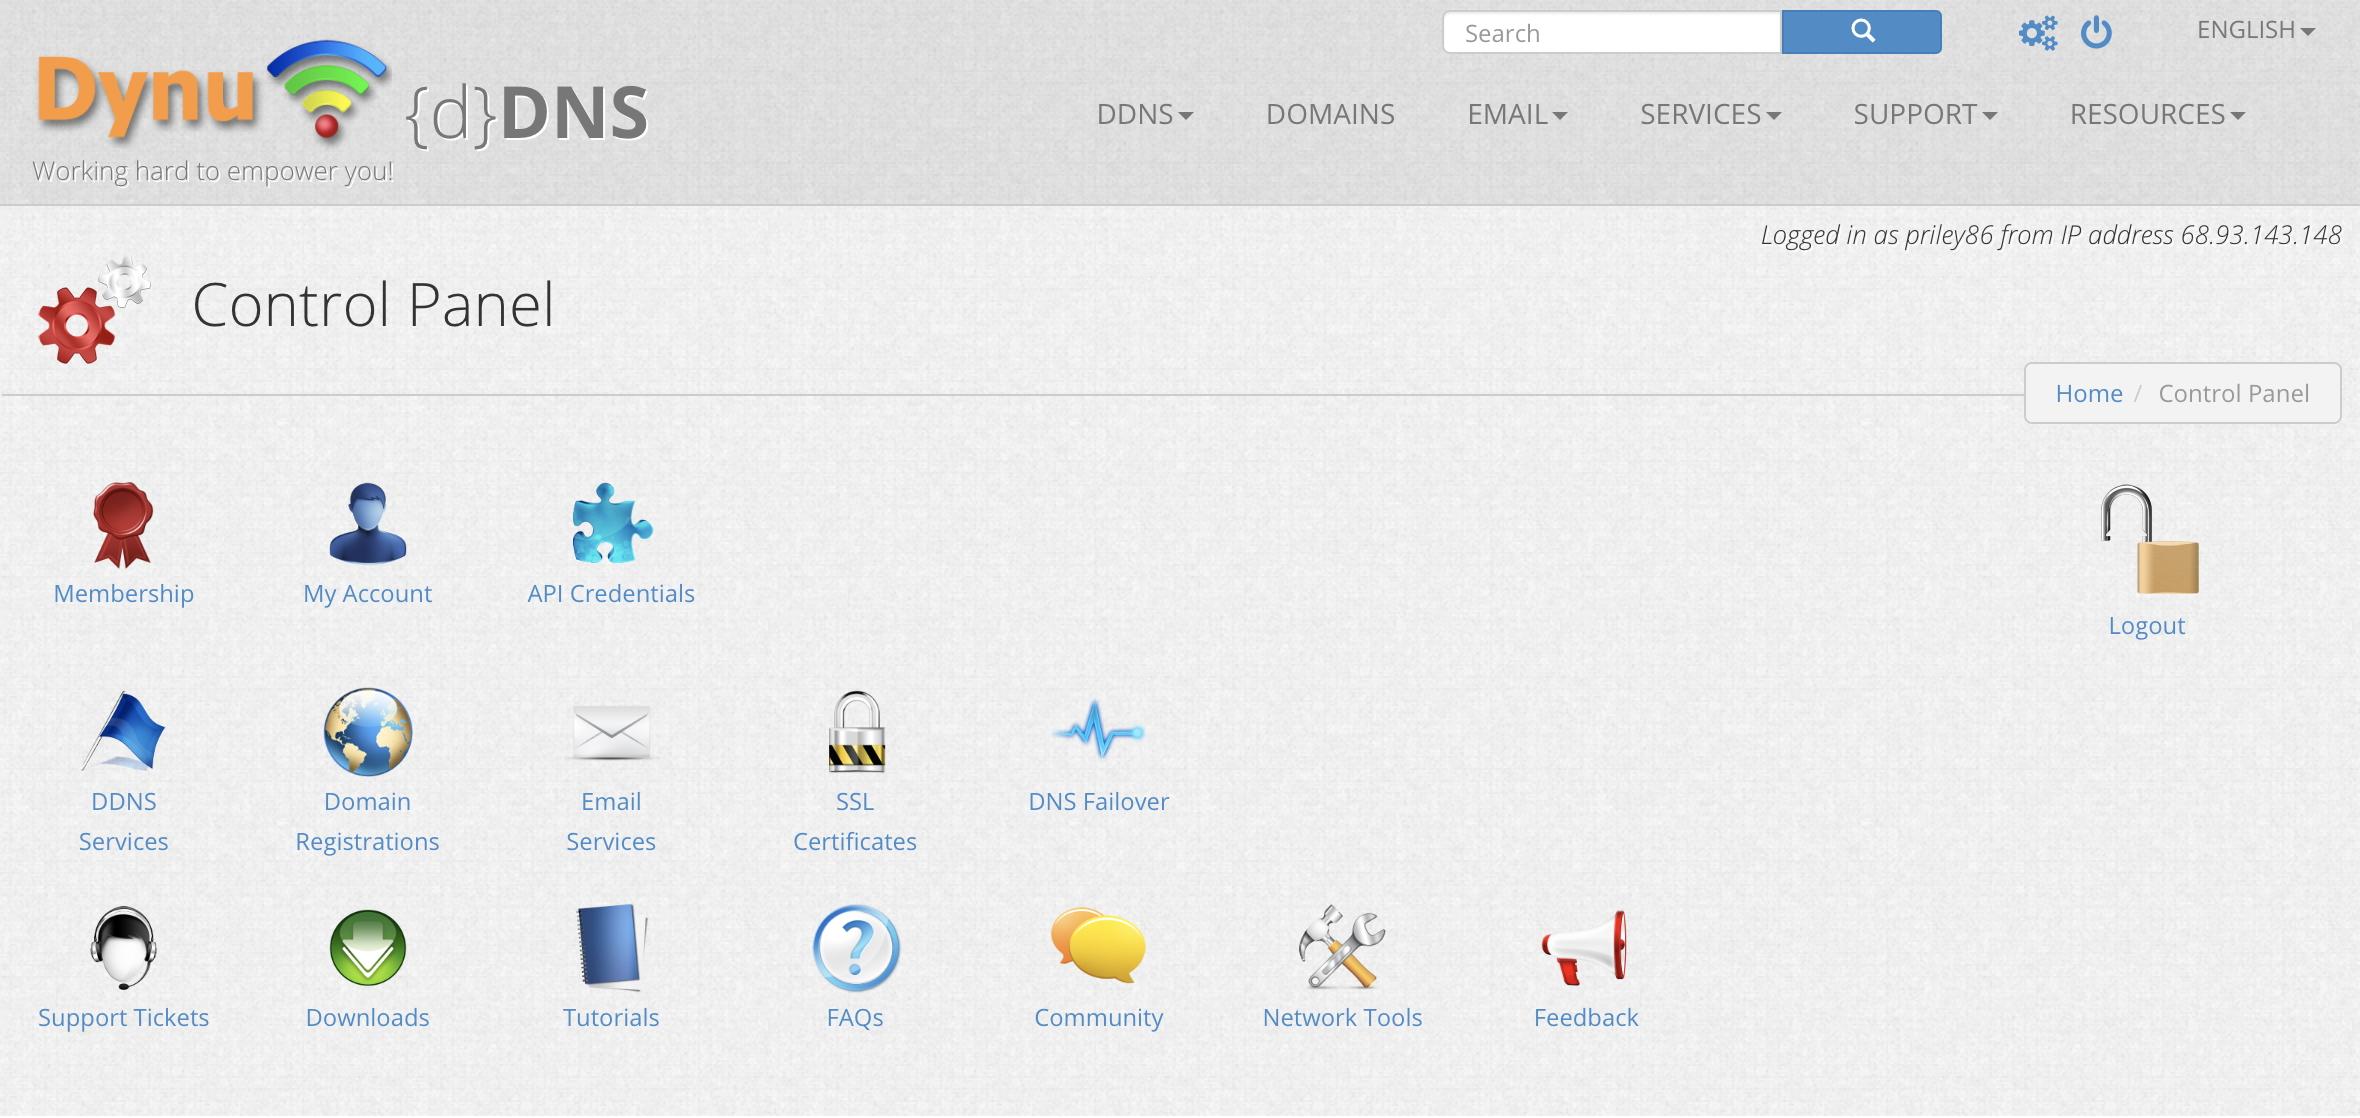 Search
ENGLISH
Dynu {d}DNS
DDNS DOMAINS EMAIL SERVICES SUPPORT RESOURCES
Working hard to empower you!
Logged in as priley86 from IP address 68.93.143.148
Control Panel
Home / Control Panel
Membership
My Account
API Credentials
Logout
DDNS
Services
Domain
Registrations
Email
Services
SSL
Certificates
DNS Failover
Support Tickets
Downloads
Tutorials
FAQs
Community
Network Tools
Feedback